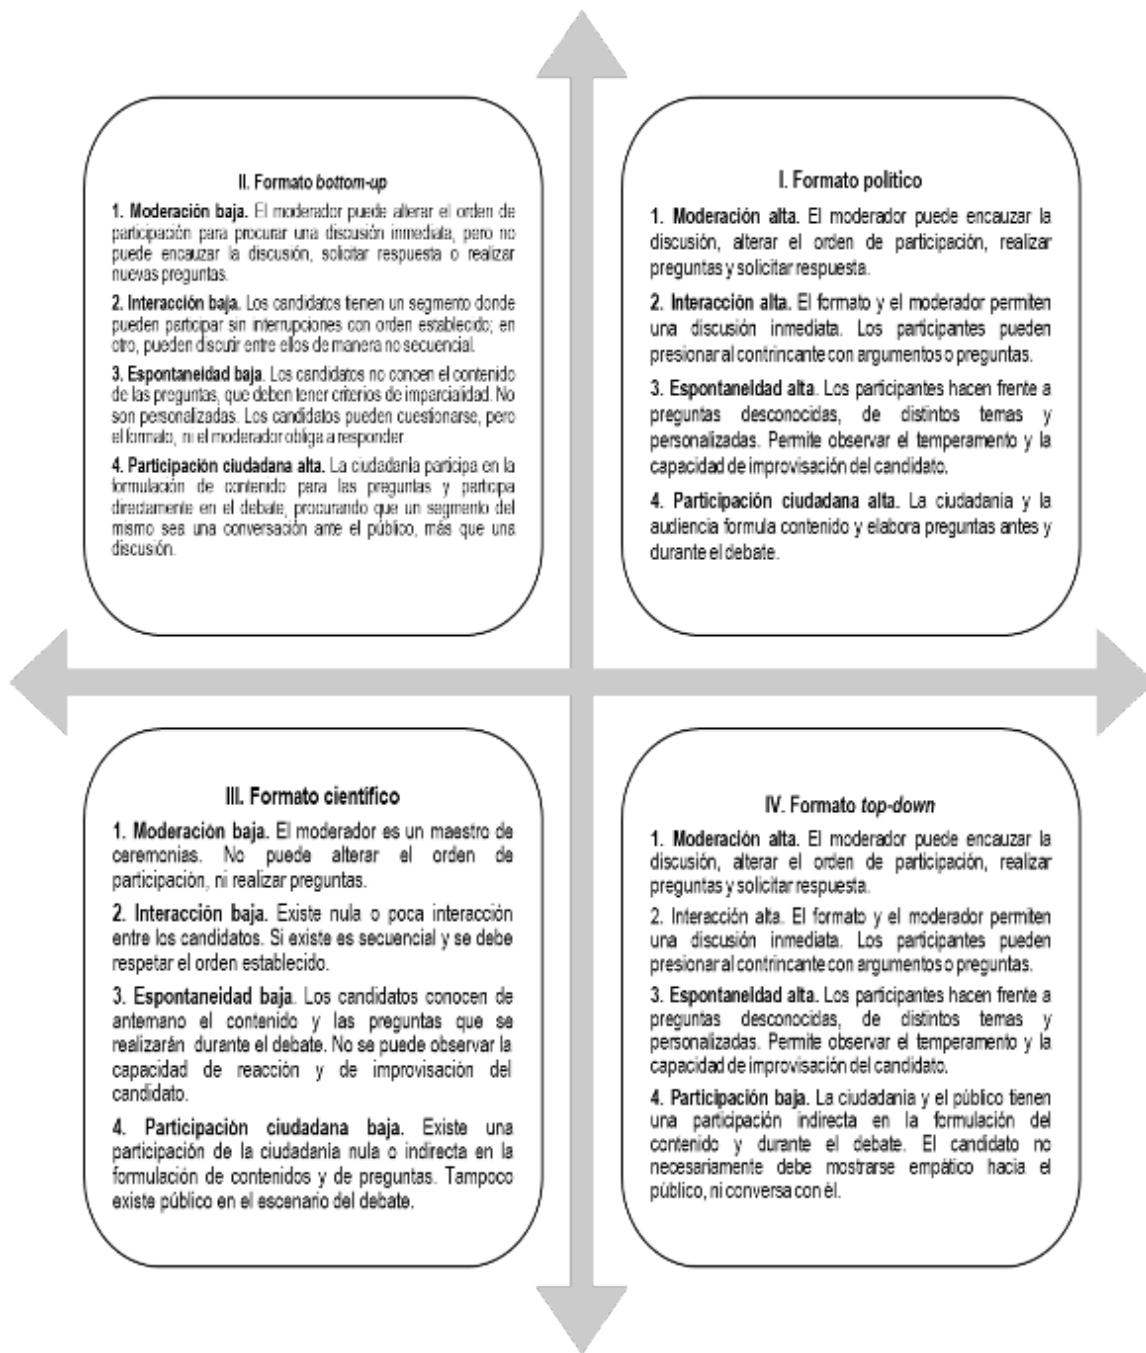 II. Formato bottom-up
1. Moderación baja. El moderador puede alterar el orden de
participación para procurar una discusión inmediata, pero no
puede encauzar la discusión, solicitar respuesta o realizar
nuevas preguntas.
2. Interacción baja. Los candidatos tienen un segmento donde
pueden participar sin interrupciones con orden establecido; en
otro, pueden discutir entre ellos de manera no secuencial.
3. Espontaneidad baja. Los candidatos no concen el contenido
de las preguntas, que deben tener criterios de imparcialidad. No
son personalizadas. Los candidatos pueden cuestionarse, pero
el formato, ni el moderador obliga a responder.
4. Participación ciudadana alta. La ciudadanía participa en la
formulación de contenido para las preguntas y participa
directamente en el debate, procurando que un segmento del
mismo sea una conversación ante el público, más que una
discusión.
I. Formato político
1. Moderación alta. El moderador puede encauzar la
discusión, alterar el orden de participación, realizar
preguntas y solicitar respuesta.
2. Interacción alta. El formato y el moderador permiten
una discusión inmediata. Los participantes pueden
presionar al contrincante con argumentos o preguntas.
3. Espontaneidad alta. Los participantes hacen frente a
preguntas desconocidas, de distintos temas y
personalizadas. Permite observar el temperamento y la
capacidad de improvisación del candidato.
4. Participación ciudadana alta. La ciudadanía y la
audiencia formula contenido y elabora preguntas antes y
durante el debate.
III. Formato científico
1. Moderación baja. El moderador es un maestro de
ceremonias. No puede alterar el orden de
participación, ni realizar preguntas.
2. Interacción baja. Existe nula o poca interacción
entre los candidatos. Si existe es secuencial y se debe
respetar el orden establecido.
3. Espontaneidad baja. Los candidatos conocen de
antemano el contenido y las preguntas que se
realizarán durante el debate. No se puede observar la
capacidad de reacción y de improvisación del
candidato.
4. Participación ciudadana baja. Existe una
participación de la ciudadanía nula o indirecta en la
formulación de contenidos y de preguntas. Tampoco
existe público en el escenario del debate.
IV. Formato top-down
1. Moderación alta. El moderador puede encauzar la
discusión, alterar el orden de participación, realizar
preguntas y solicitar respuesta.
2. Interacción alta. El formato y el moderador permiten
una discusión inmediata. Los participantes pueden
presionar al contrincante con argumentos o preguntas.
3. Espontaneidad alta. Los participantes hacen frente a
preguntas desconocidas, de distintos temas y
personalizadas. Permite observar el temperamento y la
capacidad de improvisación del candidato.
4. Participación baja. La ciudadanía y el público tienen
una participación indirecta en la formulación del
contenido y durante el debate. El candidato no
necesariamente debe mostrarse empático hacia el
público, ni conversa con él.